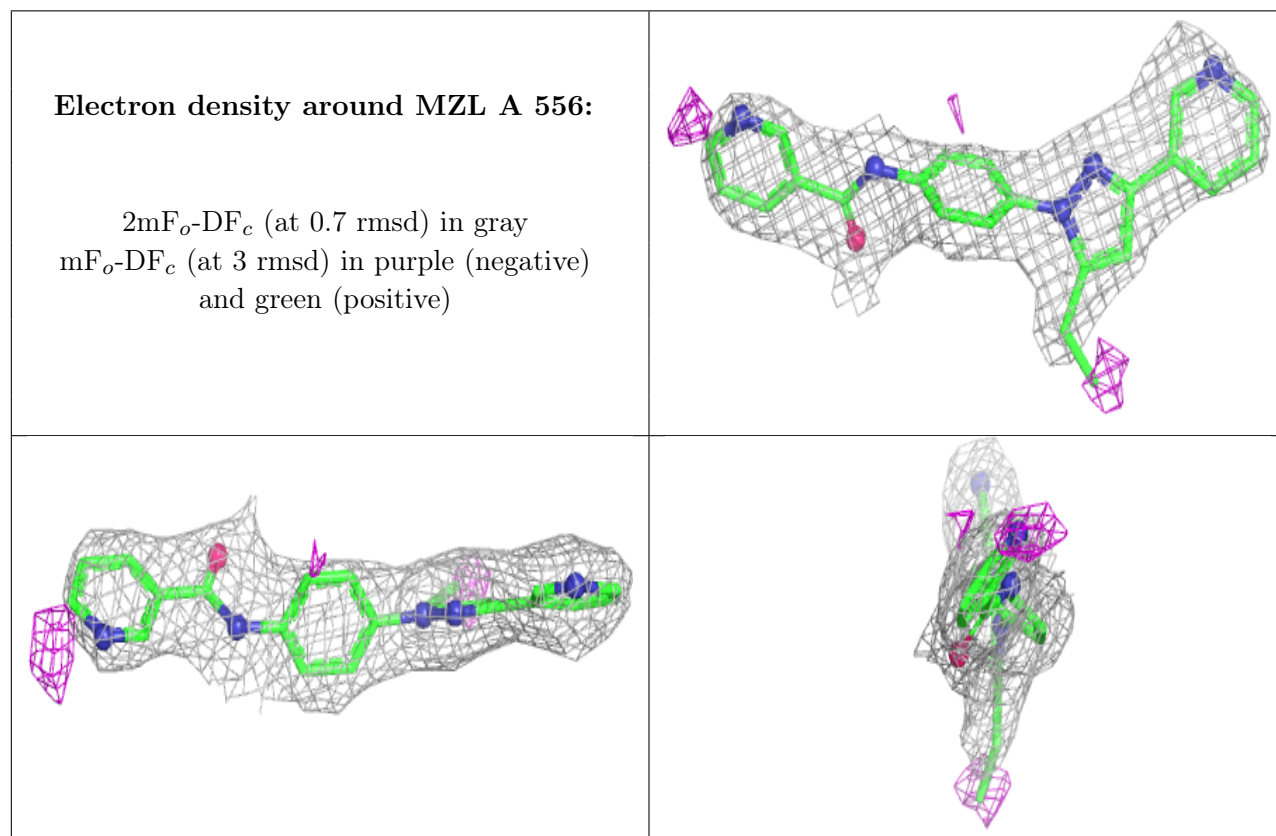 Electron density around MZL A 556:
2mFₒ-DF𝒸 (at 0.7 rmsd) in gray
mFₒ-DF𝒸 (at 3 rmsd) in purple (negative)
and green (positive)